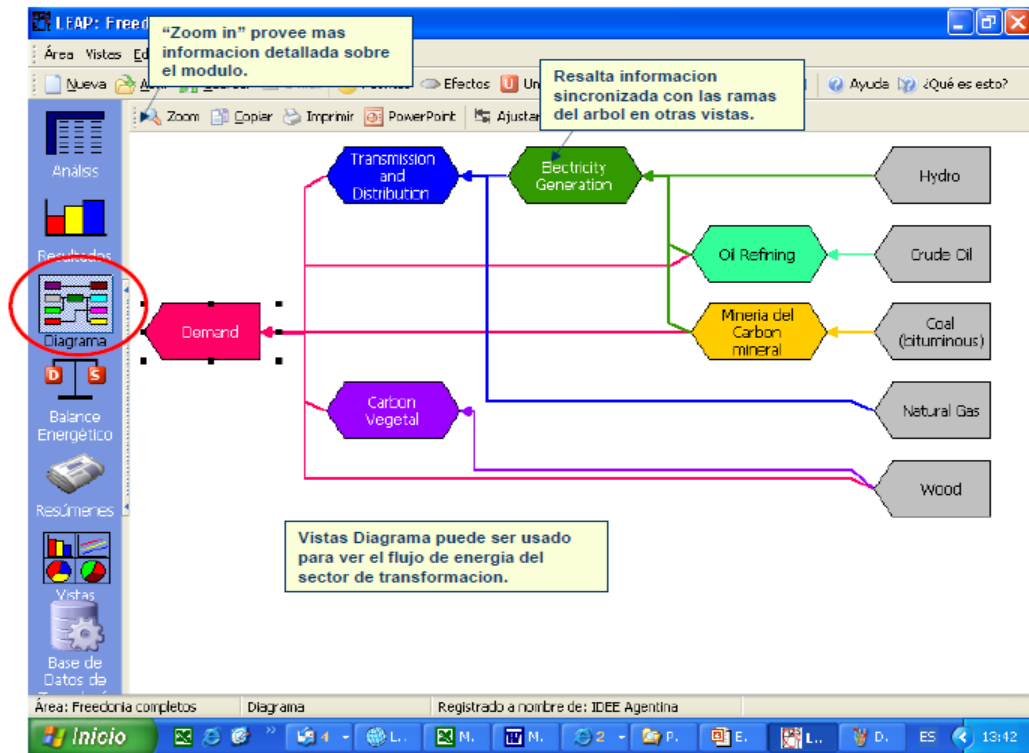 LEAP: Freed
“Zoom in” provee mas
informacion detallada sobre
el modulo.
Área Vistas
Nueva
Efectos
Ayuda ¿Qué es esto?
Resalta informacion
sincronizada con las ramas
del arbol en otras vistas.
Zoom Copiar Imprimir PowerPoint
Análisis
Resultados
Diagrama
Balance
Energético
Resúmenes
Vistas
Base de
Datos de
Transmission
and
Distribution
Electricity
Generation
Hydro
Oil Refining
Crude Oil
Demand
Mineria del
Carbon
mineral
Coal
(bituminous)
Carbon
Vegetal
Natural Gas
Wood
Vistas Diagrama puede ser usado
para ver el flujo de energia del
sector de transformacion.
Área: Freedonia completos Diagrama Registrado a nombre de: IDEE Agentina
Inicio 4 L.. M. M. 2 P. E. L.. D. ES 13:42